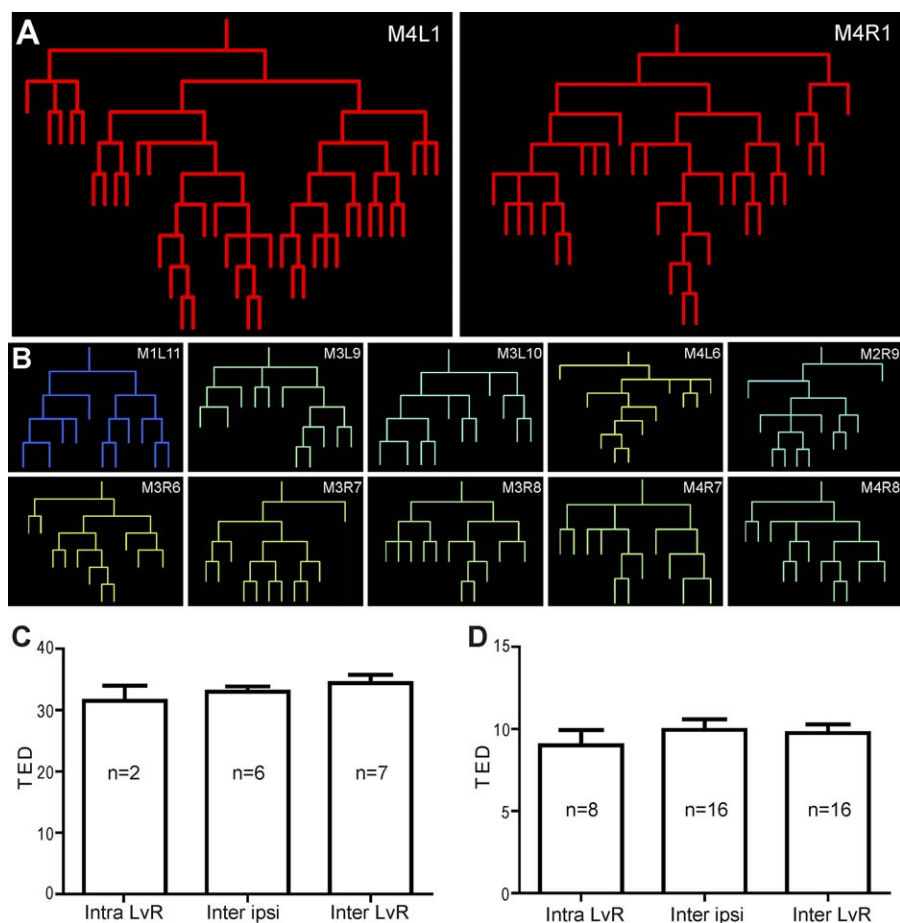 A
M4L1
M4R1
B
M1L11
M3L9
M3L10
M4L6
M2R9
M3R6
M3R7
M3R8
M4R7
M4R8
C
40
30
20
10
0
TED
n=2
n=6
n=7
Intra LvR
Inter ipsi
Inter LvR
D
15
10
5
0
TED
n=8
n=16
n=16
Intra LvR
Inter ipsi
Inter LvR